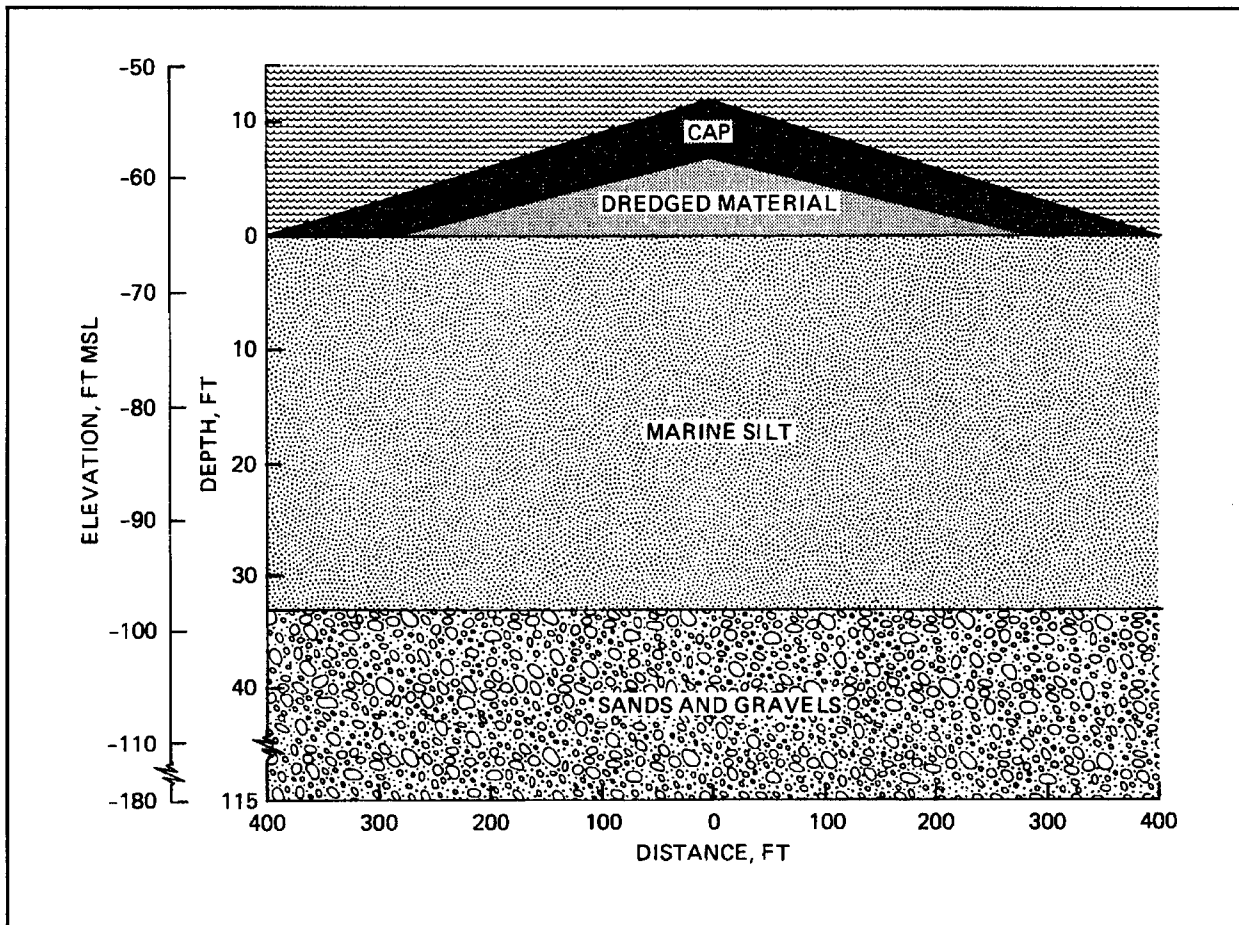 -50
-60
-70
-80
-90
-100
-110
-180
ELEVATION, FT MSL
10
0
10
20
30
40
115
DEPTH, FT
CAP
DREDGED MATERIAL
MARINE SILT
SANDS AND GRAVELS
400 300 200 100 0 100 200 300 400
DISTANCE, FT